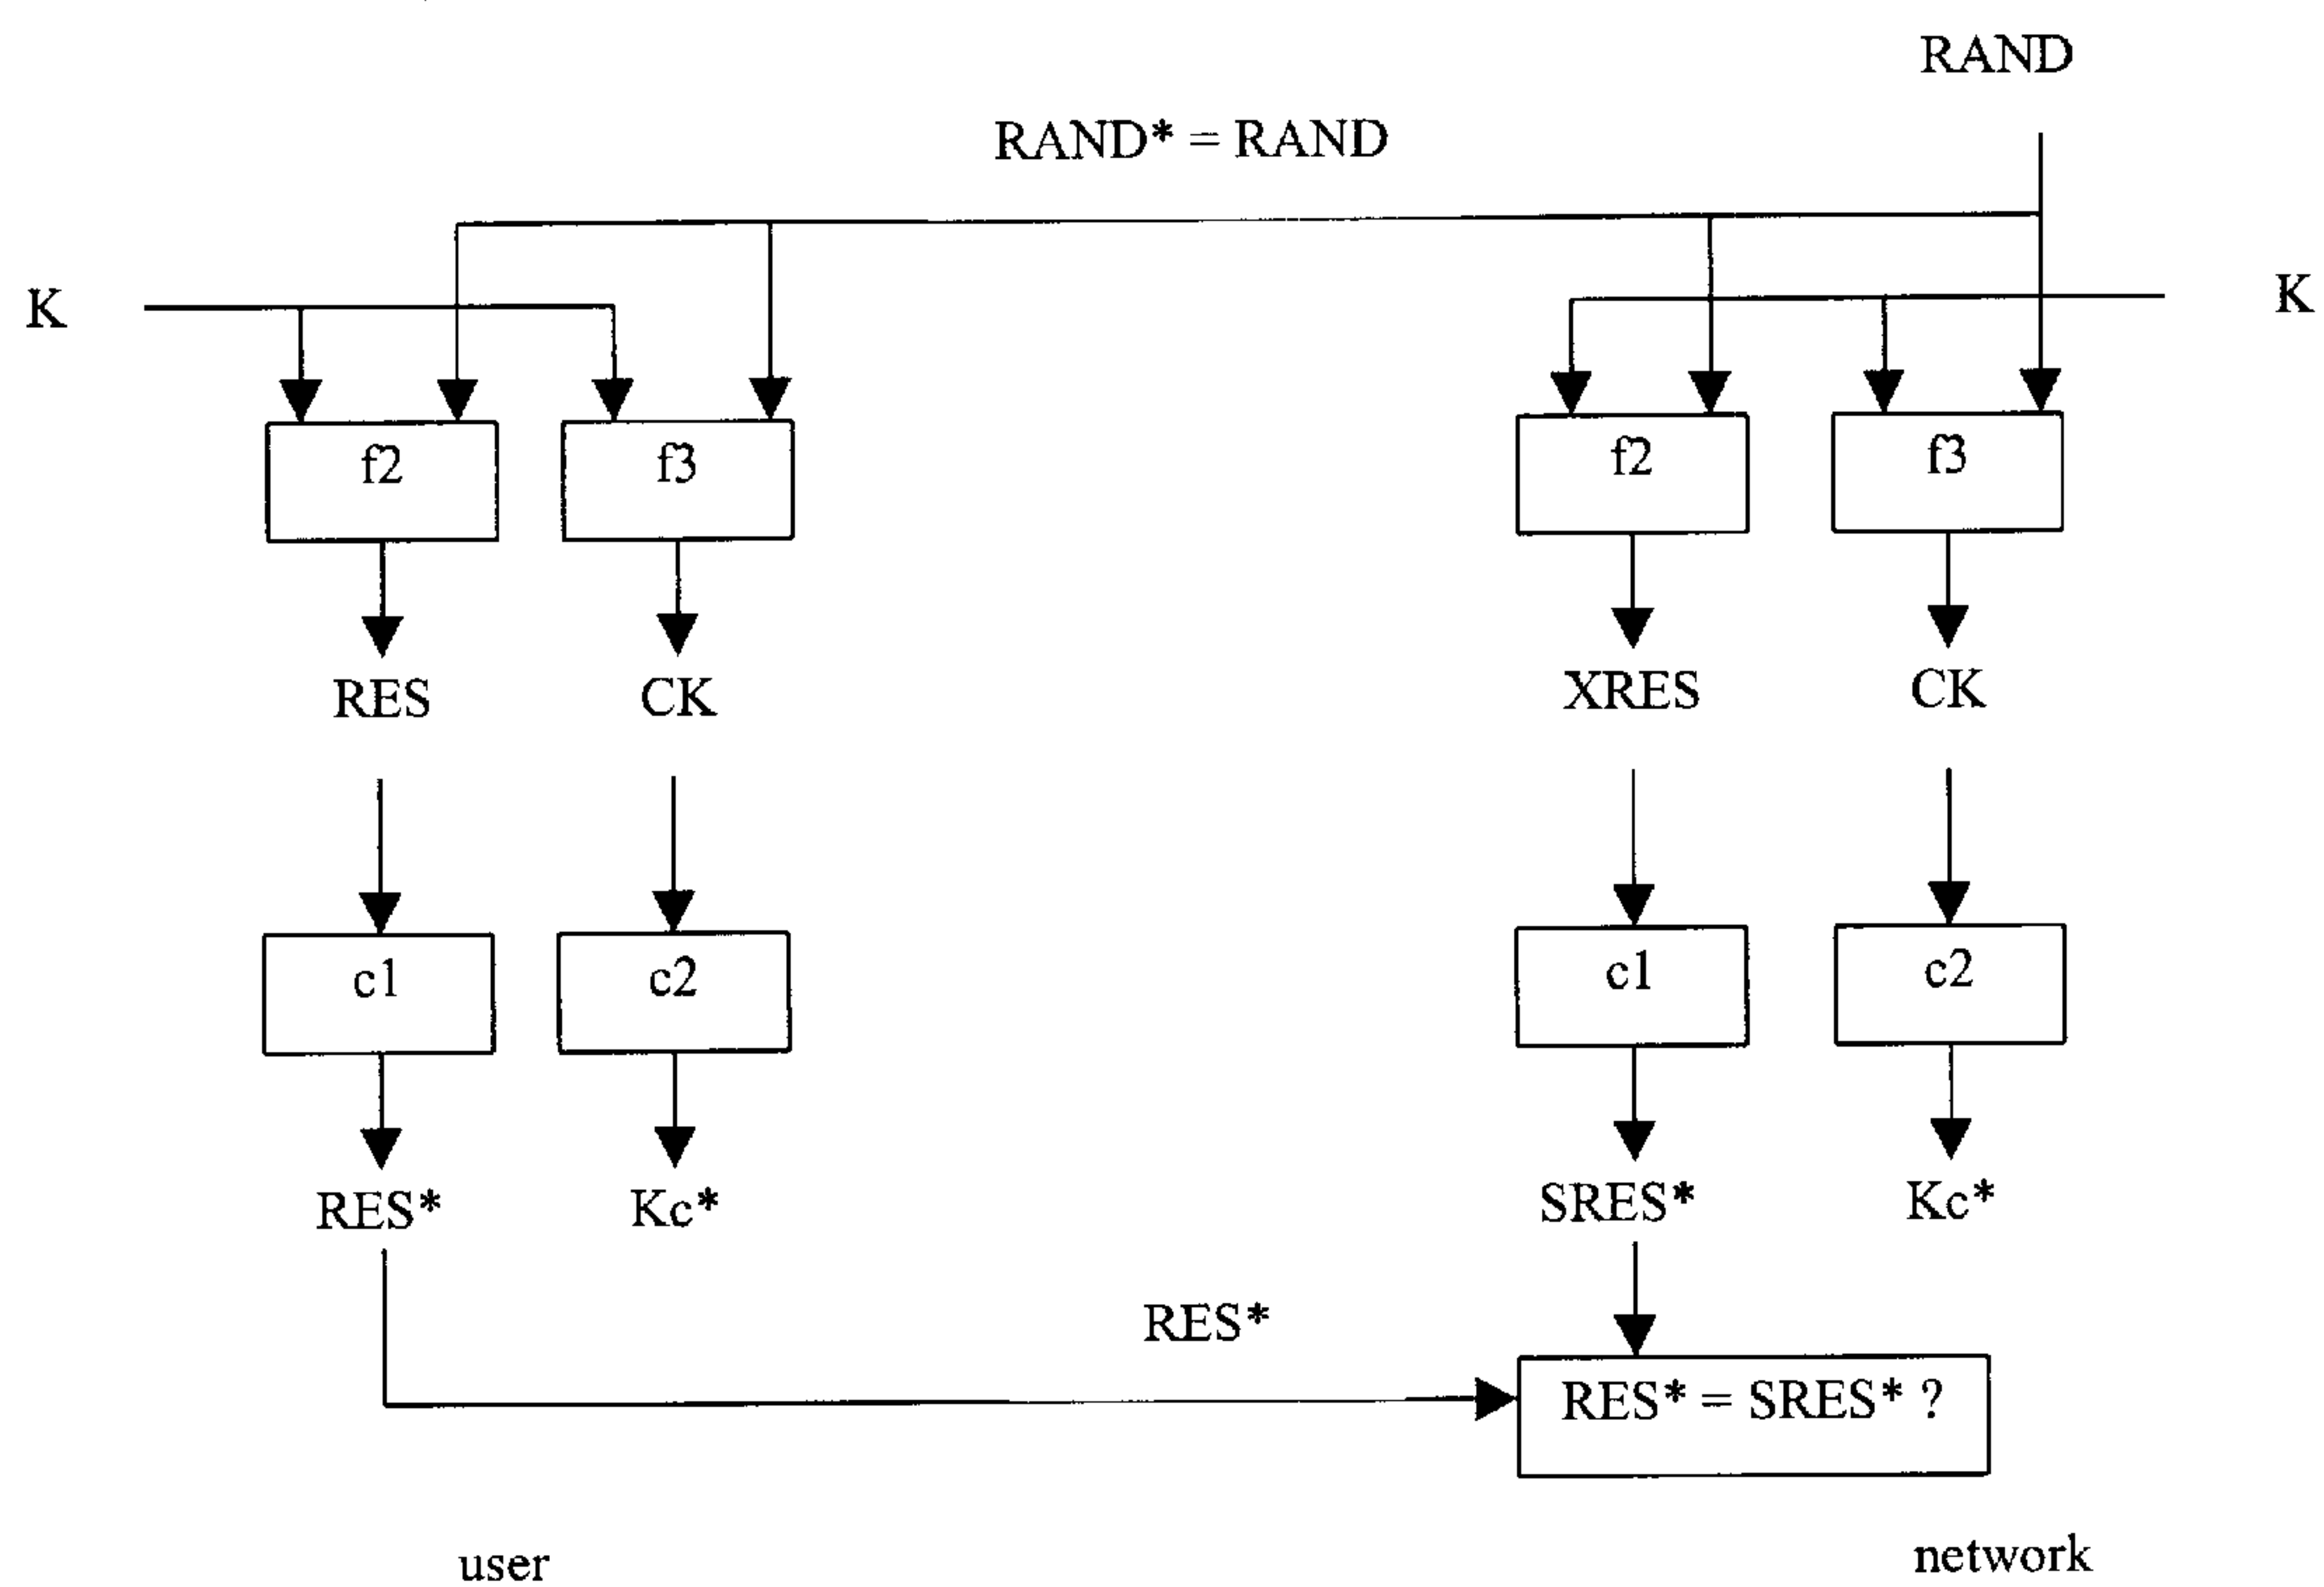 RAND
RAND* = RAND
K K
f2 f3 f2 f3
RES CK XRES CK
c1 c2 c1 c2
RES* Kc* SRES* Kc*
RES*
RES* = SRES* ?
user network